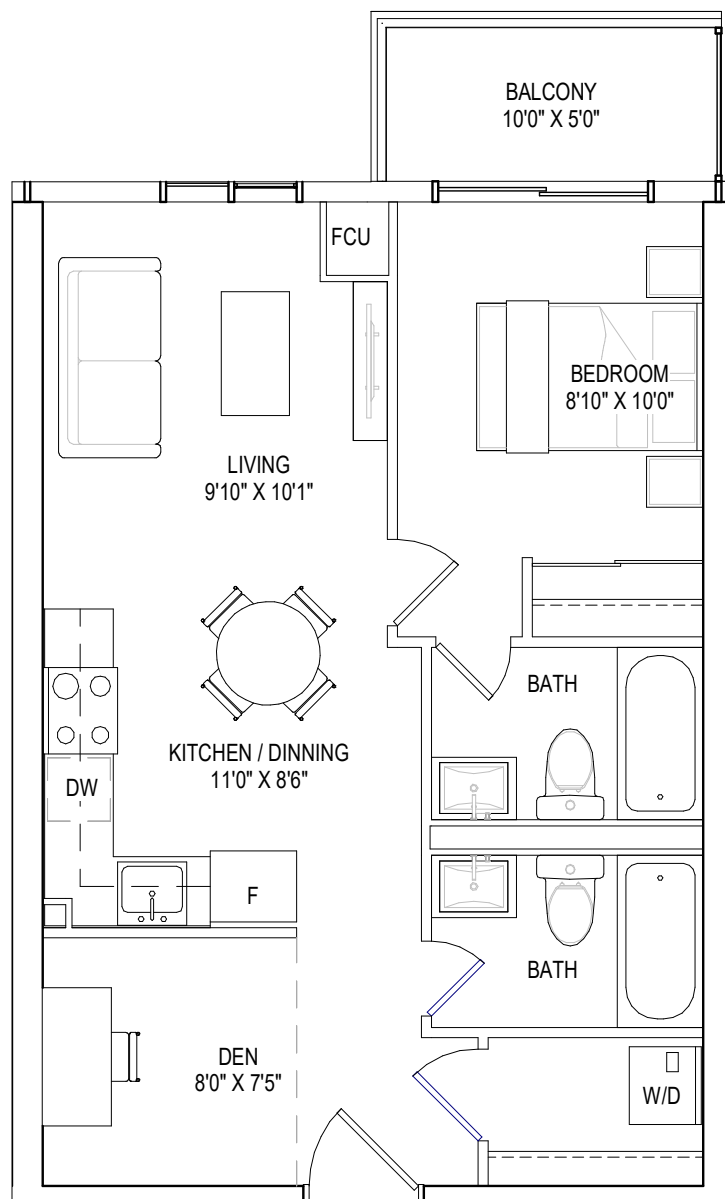 BALCONY
10'0" X 5'0"
FCU
BEDROOM
8'10" X 10'0"
LIVING
9'10" X 10'1"
BATH
KITCHEN / DINNING
11'0" X 8'6"
DW
F
BATH
DEN
8'0" X 7'5"
W/D